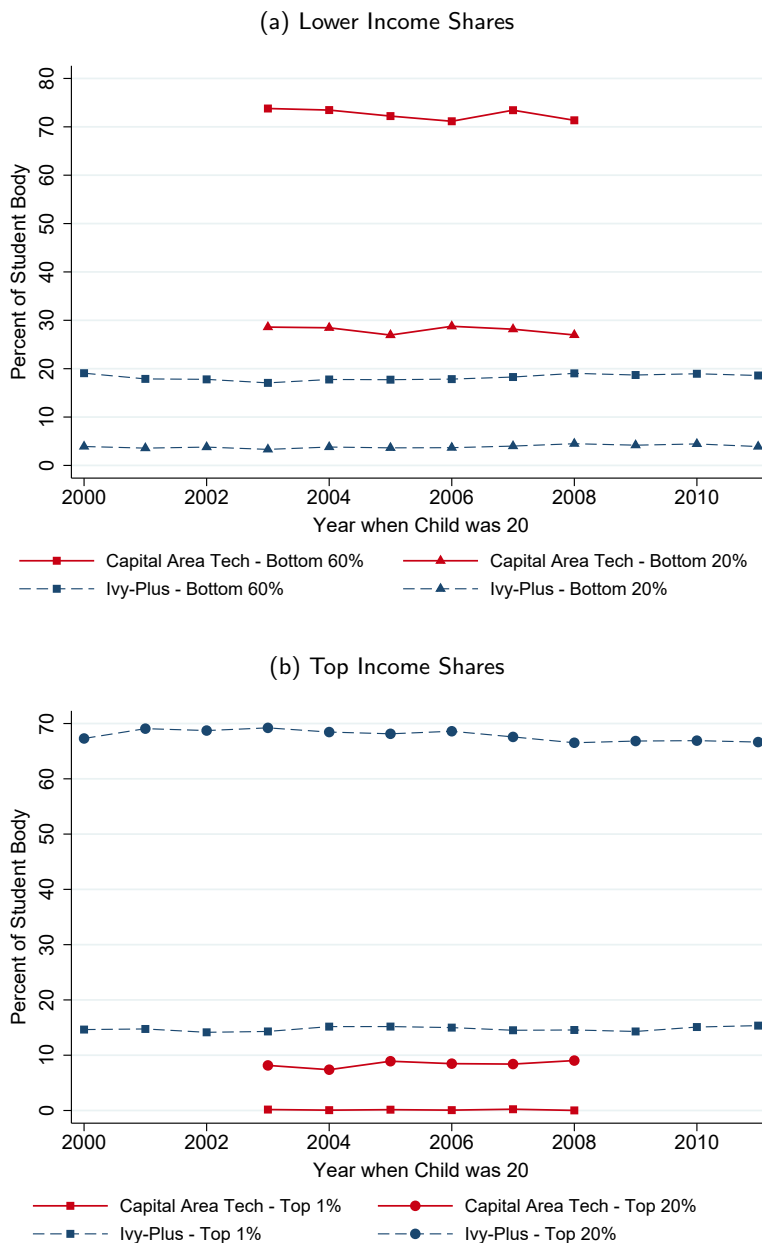 (a) Lower Income Shares
80
70
60
50
40
30
20
10
0
Percent of Student Body
2000 2002 2004 2006 2008 2010
Year when Child was 20
Capital Area Tech - Bottom 60% Capital Area Tech - Bottom 20%
Ivy-Plus - Bottom 60% Ivy-Plus - Bottom 20%
(b) Top Income Shares
70
60
50
40
30
20
10
0
Percent of Student Body
2000 2002 2004 2006 2008 2010
Year when Child was 20
Capital Area Tech - Top 1% Capital Area Tech - Top 20%
Ivy-Plus - Top 1% Ivy-Plus - Top 20%